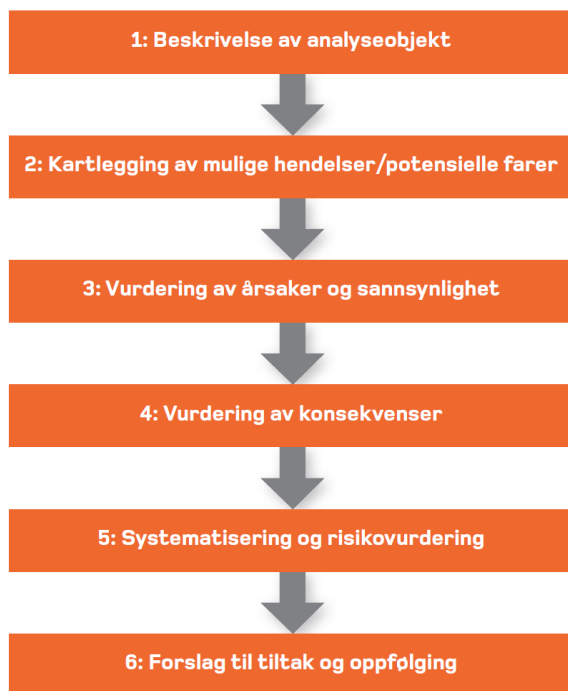 1: Beskrivelse av analyseobjekt
2: Kartlegging av mulige hendelser/potensielle farer
3: Vurdering av årsaker og sannsynlighet
4: Vurdering av konsekvenser
5: Systematisering og risikovurdering
6: Forslag til tiltak og oppfølging